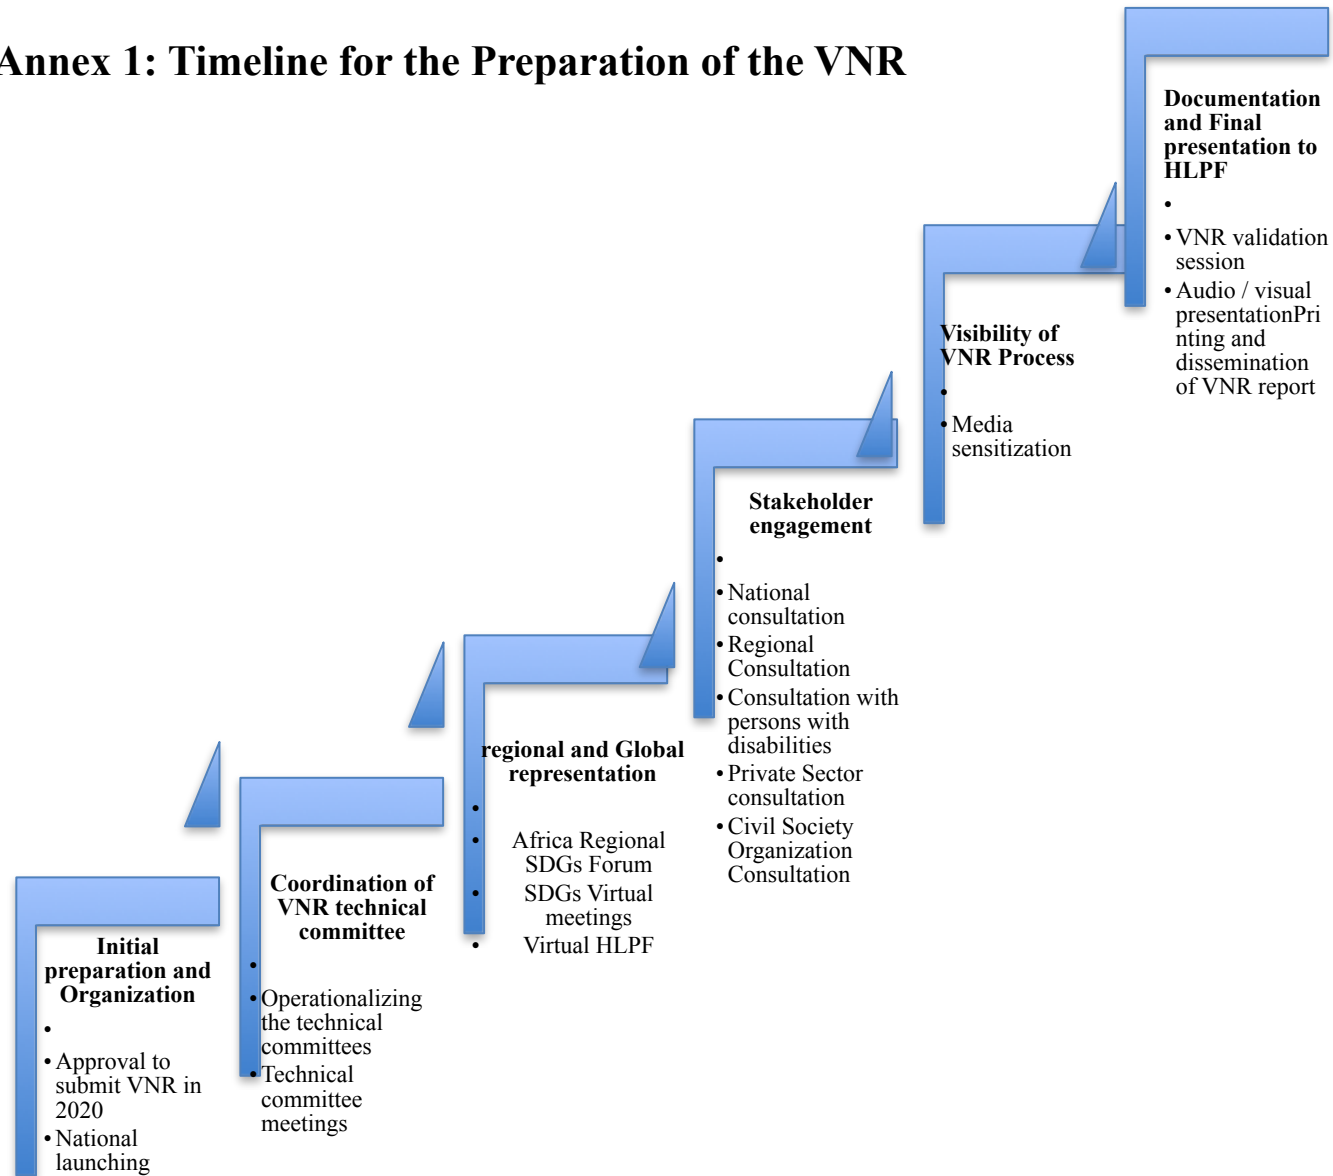 Annex 1: Timeline for the Preparation of the VNR
Initial
preparation and
Organization
•
• Approval to
submit VNR in
2020
• National
launching
Coordination of
VNR technical
committee
•
• Operationalizing
the technical
committees
• Technical
committee
meetings
regional and Global
representation
•
• Africa Regional
SDGs Forum
• SDGs Virtual
meetings
• Virtual HLPF
Stakeholder
engagement
•
• National
consultation
• Regional
Consultation
• Consultation with
persons with
disabilities
• Private Sector
consultation
• Civil Society
Organization
Consultation
Visibility of
VNR Process
•
• Media
sensitization
Documentation
and Final
presentation to
HLPF
•
• VNR validation
session
• Audio / visual
presentationPri
nting and
dissemination
of VNR report